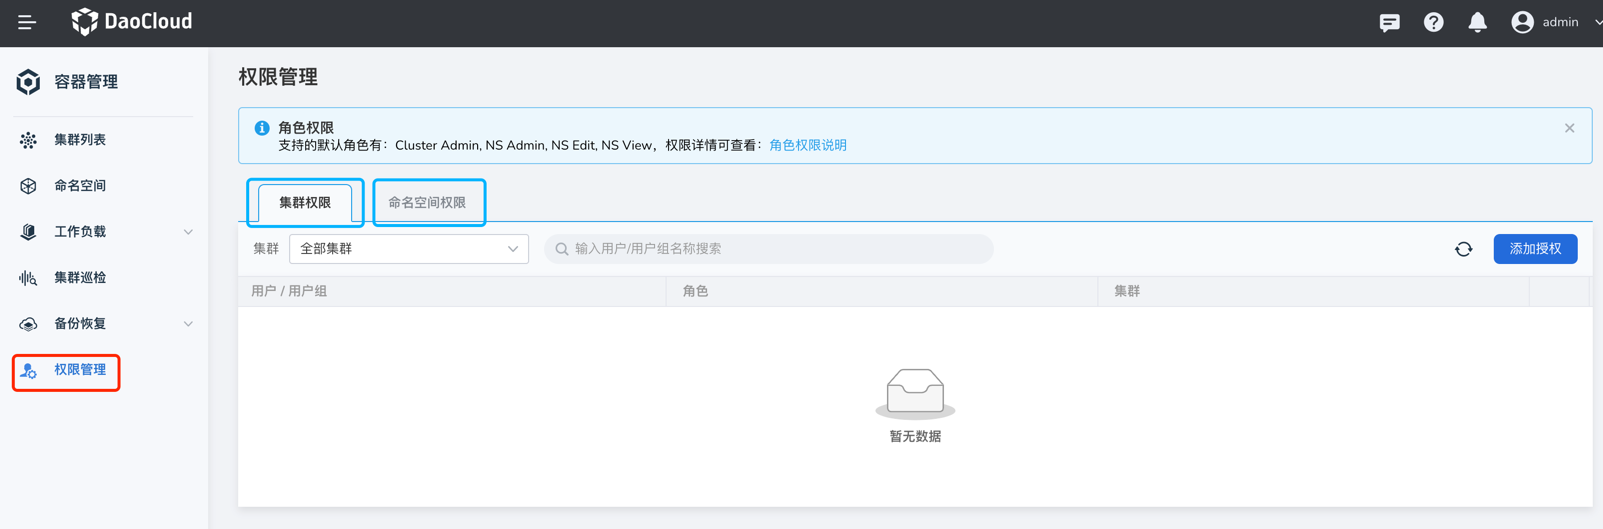 DaoCloud
admin
容器管理
集群列表
命名空间
工作负载
集群巡检
备份恢复
权限管理
权限管理
角色权限
支持的默认角色有：Cluster Admin, NS Admin, NS Edit, NS View，权限详情可查看：角色权限说明
集群权限
命名空间权限
集群
全部集群
输入用户/用户组名称搜索
添加授权
用户 / 用户组
角色
集群
暂无数据